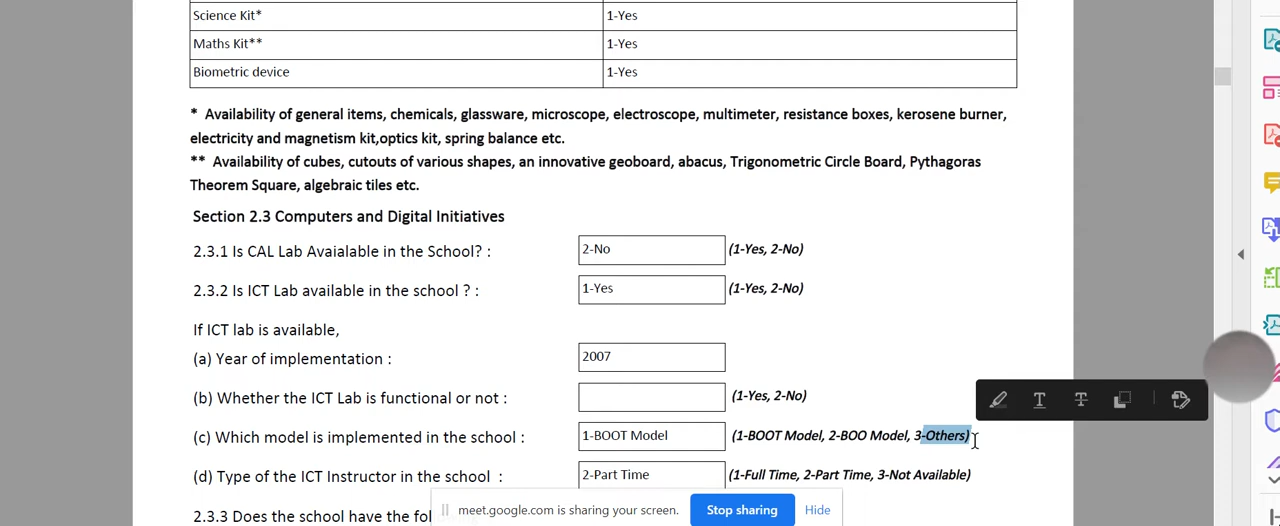 Science Kit* 1-Yes
Maths Kit** 1-Yes
Biometric device 1-Yes
* Availability of general items, chemicals, glassware, microscope, electroscope, multimeter, resistance boxes, kerosene burner,
electricity and magnetism kit,optics kit, spring balance etc.
** Availability of cubes, cutouts of various shapes, an innovative geoboard, abacus, Trigonometric Circle Board, Pythagoras
Theorem Square, algebraic tiles etc.
Section 2.3 Computers and Digital Initiatives
2.3.1 Is CAL Lab Avaialable in the School? : 2-No (1-Yes, 2-No)
2.3.2 Is ICT Lab available in the school ? : 1-Yes (1-Yes, 2-No)
If ICT lab is available,
(a) Year of implementation : 2007
(b) Whether the ICT Lab is functional or not : (1-Yes, 2-No)
(c) Which model is implemented in the school : 1-BOOT Model (1-BOOT Model, 2-BOO Model, 3-Others)
(d) Type of the ICT Instructor in the school : 2-Part Time (1-Full Time, 2-Part Time, 3-Not Available)
meet.google.com is sharing your screen. Stop sharing Hide
2.3.3 Does the school have the